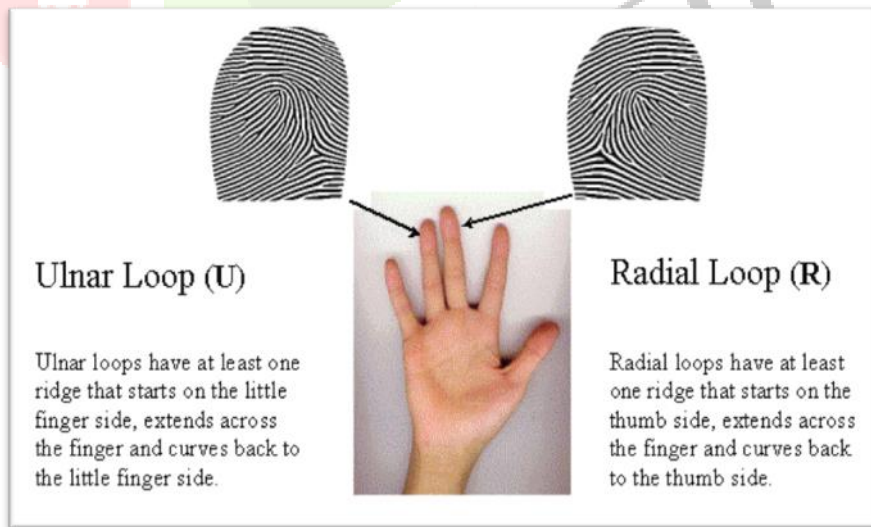 Ulnar Loop (U)
Ulnar loops have at least one
ridge that starts on the little
finger side, extends across
the finger and curves back to
the little finger side.
Radial Loop (R)
Radial loops have at least
one ridge that starts on the
thumb side, extends across
the finger and curves back
to the thumb side.